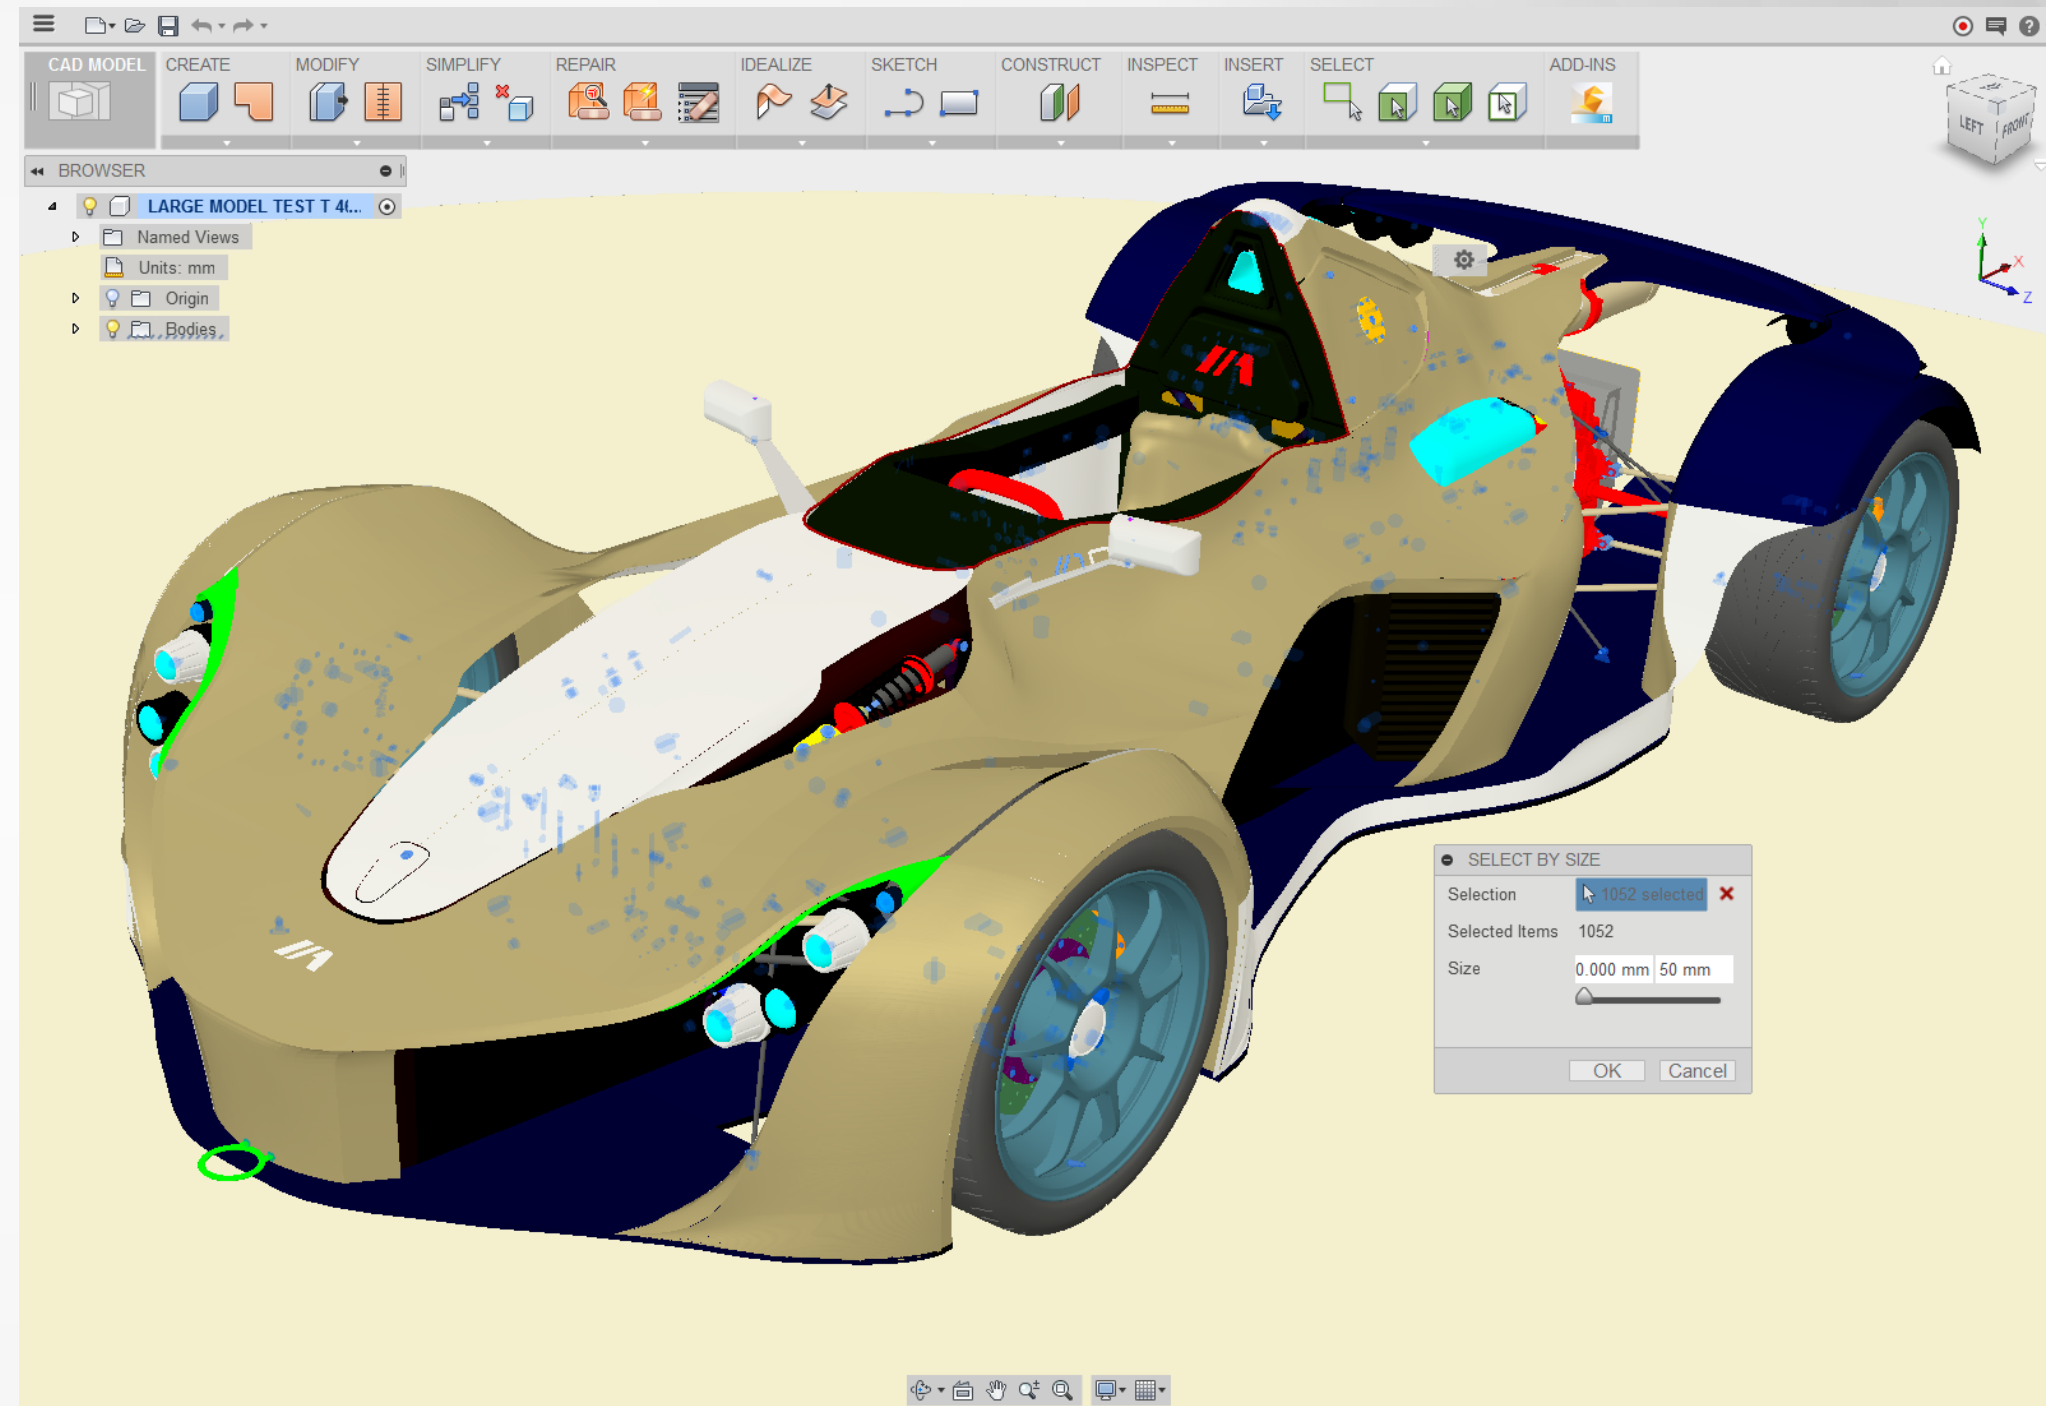 CAD MODEL
CREATE
MODIFY
SIMPLIFY
REPAIR
IDEALIZE
SKETCH
CONSTRUCT
INSPECT
INSERT
SELECT
ADD-INS
LEFT
FRONT
BROWSER
LARGE MODEL TEST T 4(...
Named Views
Units: mm
Origin
Bodies
Y
X
Z
SELECT BY SIZE
Selection 1052 selected
Selected Items 1052
Size 0.000 mm 50 mm
OK Cancel